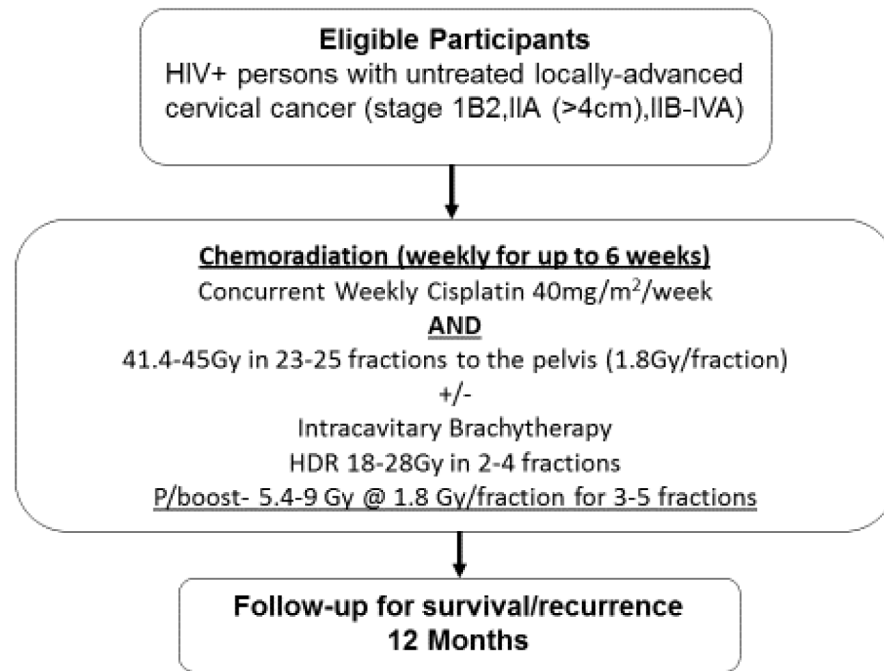 Eligible Participants
HIV+ persons with untreated locally-advanced
cervical cancer (stage 1B2,IIA (>4cm),IIB-IVA)
Chemoradiation (weekly for up to 6 weeks)
Concurrent Weekly Cisplatin 40mg/m²/week
AND
41.4-45Gy in 23-25 fractions to the pelvis (1.8Gy/fraction)
+/-
Intracavitary Brachytherapy
HDR 18-28Gy in 2-4 fractions
P/boost- 5.4-9 Gy @ 1.8 Gy/fraction for 3-5 fractions
Follow-up for survival/recurrence
12 Months